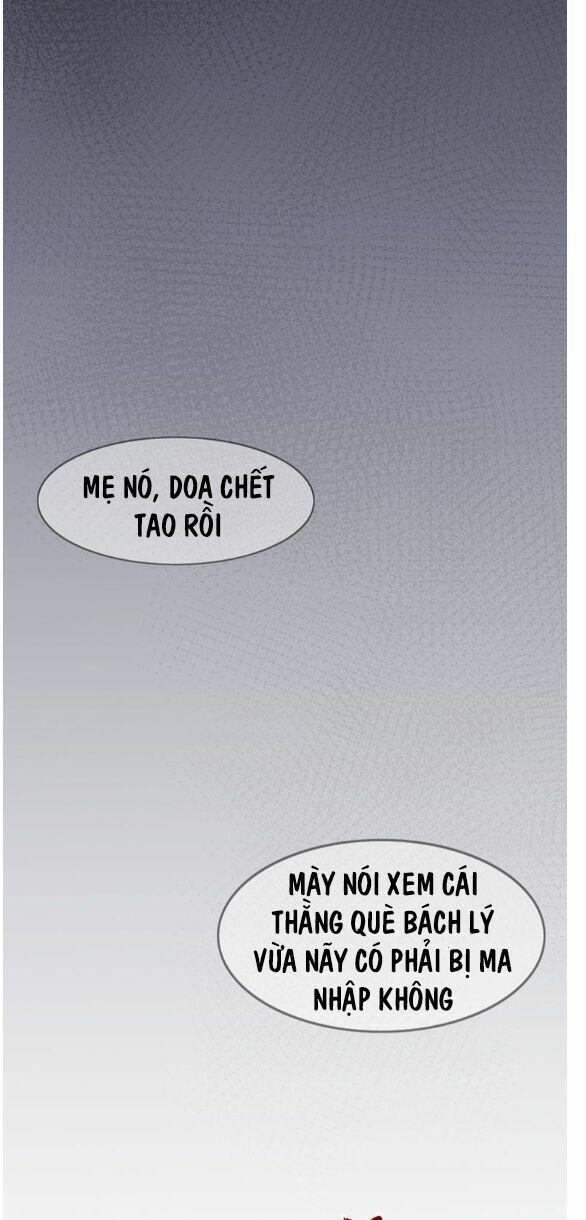 MẸ NÓ, DOA CHẾT
TAO RỒI
MÀY NÓI XEM CÁI
THẰNG QUÈ BÁCH LÝ
VỪA NÃY CÓ PHẢI BỊ MA
NHẬP KHÔNG